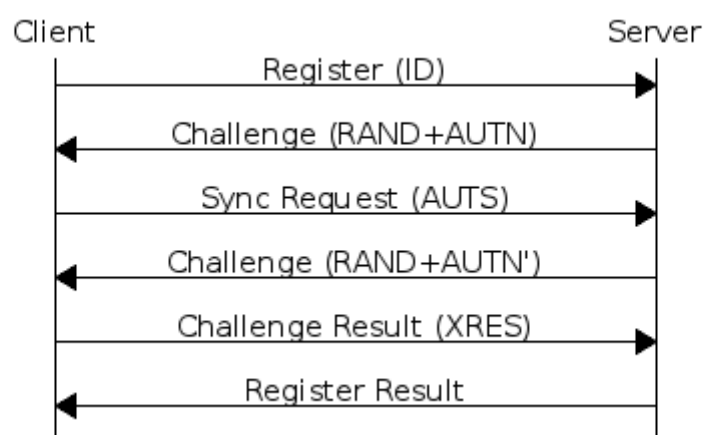 Client Server
Register (ID)
Challenge (RAND+AUTN)
Sync Request (AUTS)
Challenge (RAND+AUTN')
Challenge Result (XRES)
Register Result